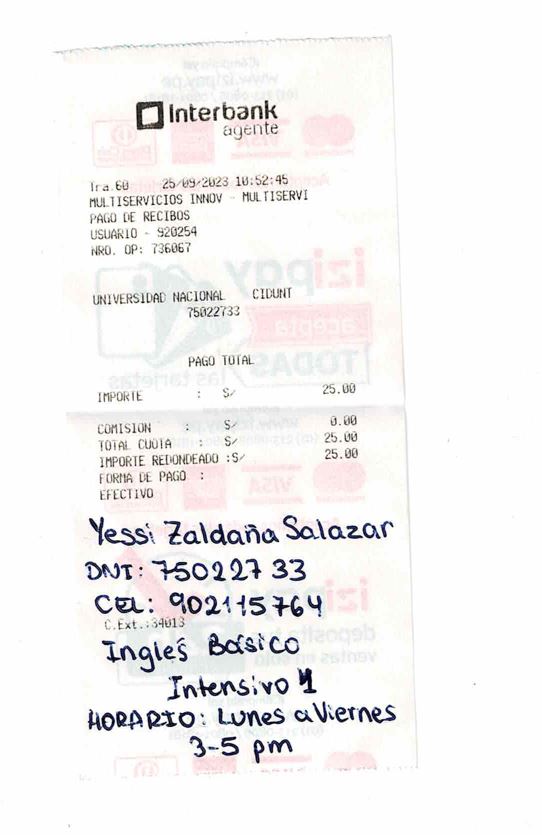 Interbank
agente
Tra.60 25/09/2023 10:52:45
MULTISERVICIOS INNOV - MULTISERVI
PAGO DE RECIBOS
USUARIO - 920254
NRO. OP: 736067
UNIVERSIDAD NACIONAL CIDUNT
75022733
PAGO TOTAL
IMPORTE : S/ 25.00
COMISION : S/ 0.00
TOTAL CUOTA : S/ 25.00
IMPORTE REDONDEADO :S/ 25.00
FORMA DE PAGO :
EFECTIVO
Yessi Zaldaña Salazar
DNI: 75022733
CEL: 902115764
C.Ext.:34013
Inglés Básico
Intensivo 1
HORARIO: Lunes a Viernes
3-5 pm